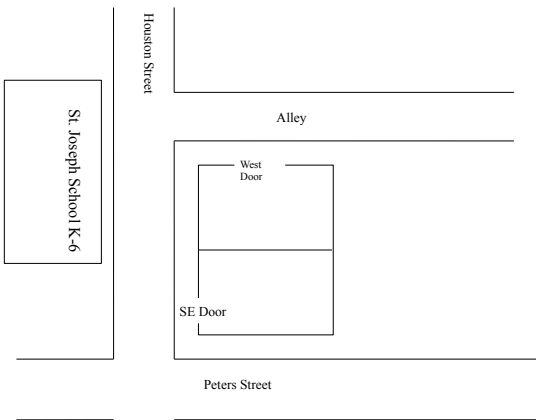 Houston Street
St. Joseph School K-6
Alley
West
Door
SE Door
Peters Street